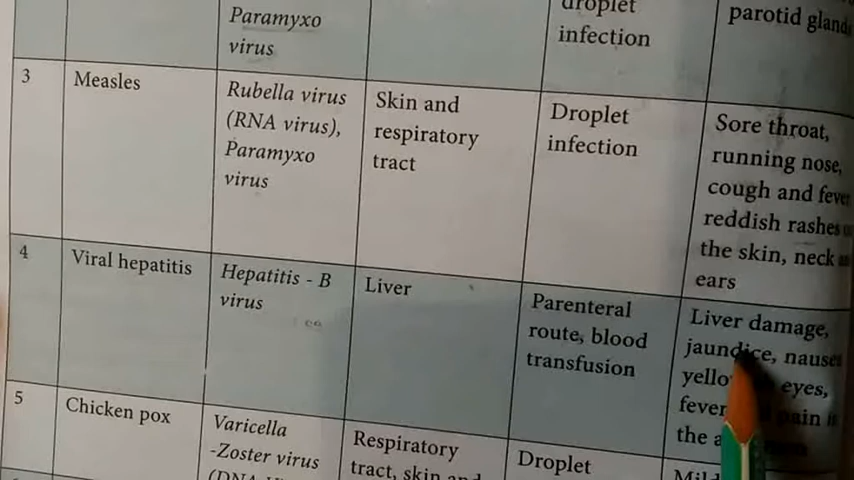 Paramyxo
virus
droplet
infection
parotid glands
3
Measles
Rubella virus
(RNA virus),
Paramyxo
virus
Skin and
respiratory
tract
Droplet
infection
Sore throat,
running nose,
cough and fever
reddish rashes
the skin, neck
ears
4
Viral hepatitis
Hepatitis - B
virus
Liver
Parenteral
route, blood
transfusion
Liver damage,
jaundice, nausea
eyes,
fever pain
the
5
Chicken pox
Varicella
-Zoster virus
(DNA
Respiratory
tract, skin and
Droplet
Mild